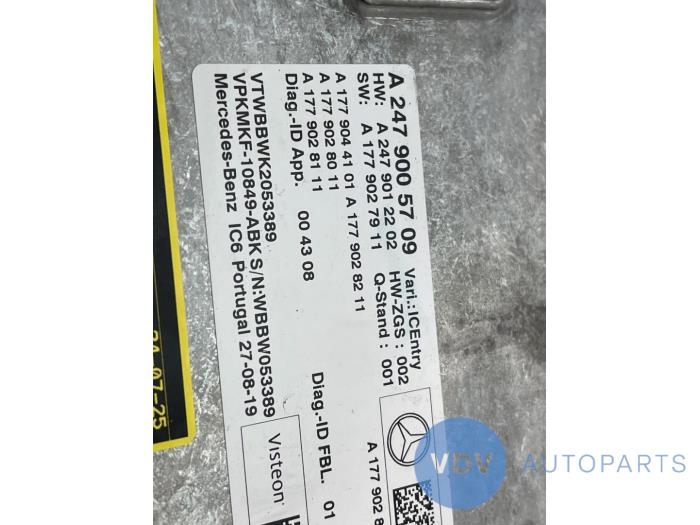 A 247 900 57 09 Vari.:ICEntry
HW: A 247 901 22 02 HW-ZGS : 002
SW: A 177 902 79 11 Q-Stand : 001
A 177 904 41 01 A 177 902 82 11 A 177 902 8
A 177 902 80 11
A 177 902 81 11
Diag.-ID App. 00 43 08 Diag.-ID FBL. 01
VTWBBWK2053389
VPKMKF-10849-ABK S/N:WBBW053389
Mercedes-Benz IC6 Portugal 27-08-19
Visteon
24-07-25
VDV AUTOPARTS